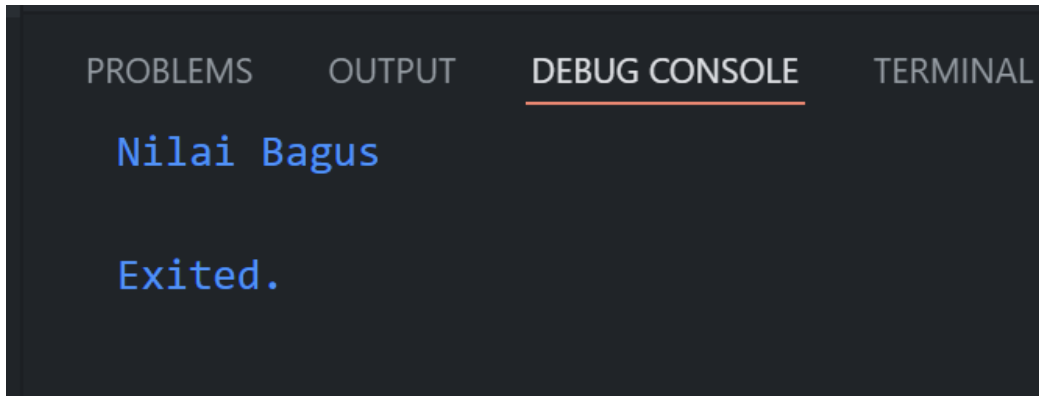 PROBLEMS OUTPUT DEBUG CONSOLE TERMINAL
Nilai Bagus
Exited.